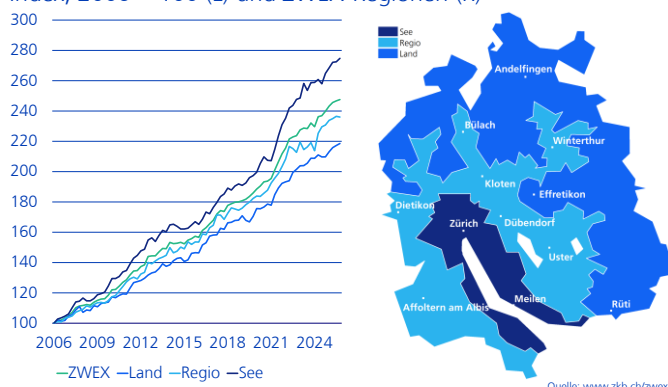 Index, 2006 = 100 (L) und ZWEX-Regionen (R)
300
280
260
240
220
200
180
160
140
120
100
2006
2009
2012
2015
2018
2021
2024
ZWEX
Land
Regio
See
See
Regio
Land
Andelfingen
Bülach
Winterthur
Kloten
Effretikon
Dietikon
Zürich
Dübendorf
Uster
Meilen
Affoltern am Albis
Rüti
Quelle: www.zkb.ch/zwex